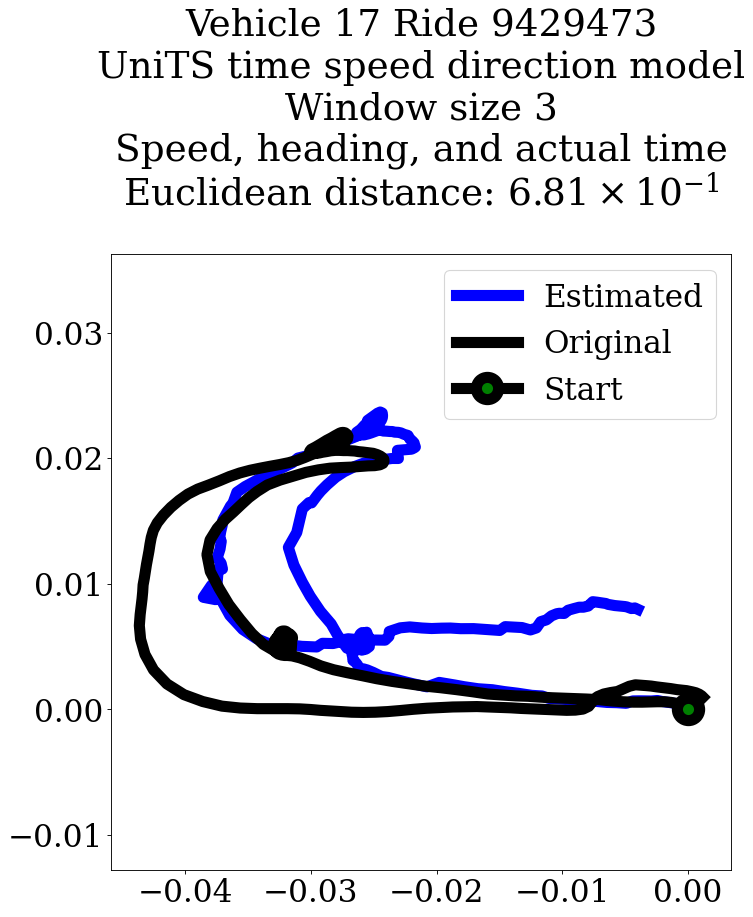 Vehicle 17 Ride 9429473
UniTS time speed direction model
Window size 3
Speed, heading, and actual time
Euclidean distance: 6.81 × 10⁻¹
Estimated
Original
Start
0.03
0.02
0.01
0.00
−0.01
−0.04
−0.03
−0.02
−0.01
0.00